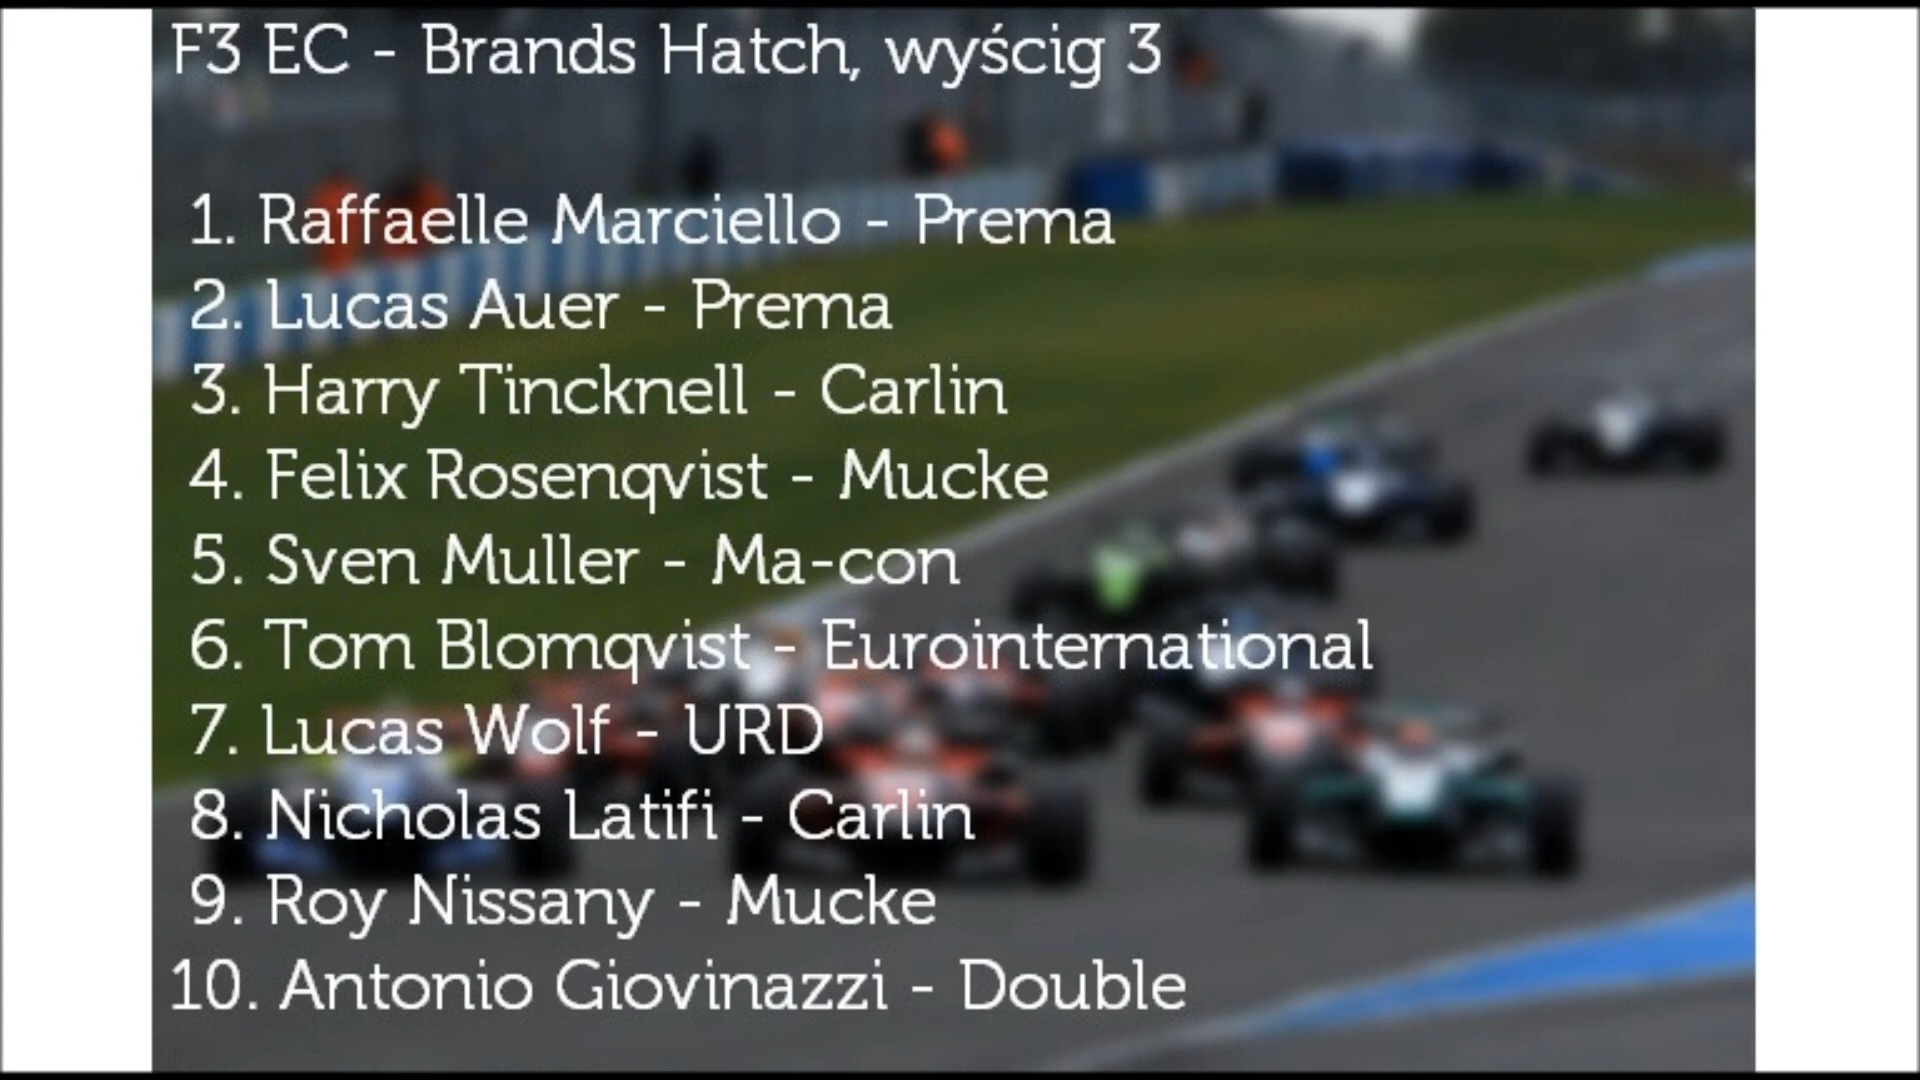 F3 EC - Brands Hatch, wyścig 3
1. Raffaelle Marciello - Prema
2. Lucas Auer - Prema
3. Harry Tincknell - Carlin
4. Felix Rosenqvist - Mucke
5. Sven Muller - Ma-con
6. Tom Blomqvist - Eurointernational
7. Lucas Wolf - URD
8. Nicholas Latifi - Carlin
9. Roy Nissany - Mucke
10. Antonio Giovinazzi - Double